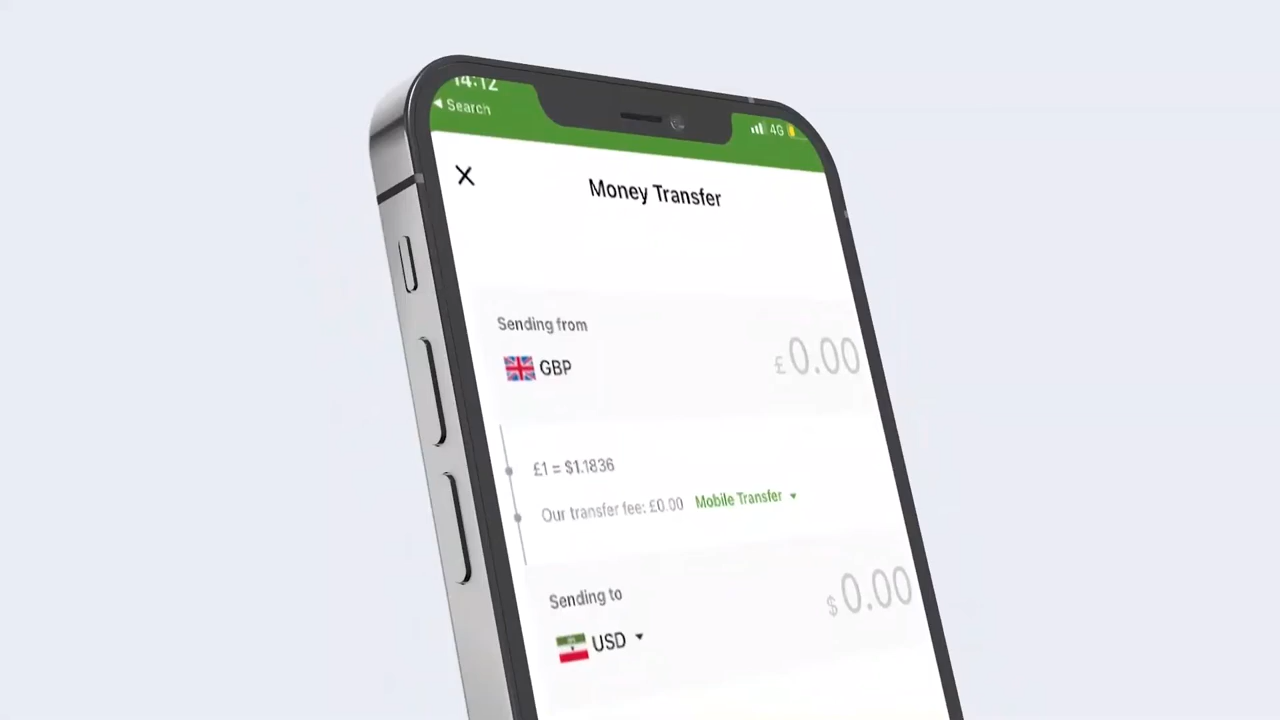 14:12
Search
4G
Money Transfer
Sending from
GBP
£0.00
£1 = $1.1836
Our transfer fee: £0.00 Mobile Transfer
Sending to
$0.00
USD